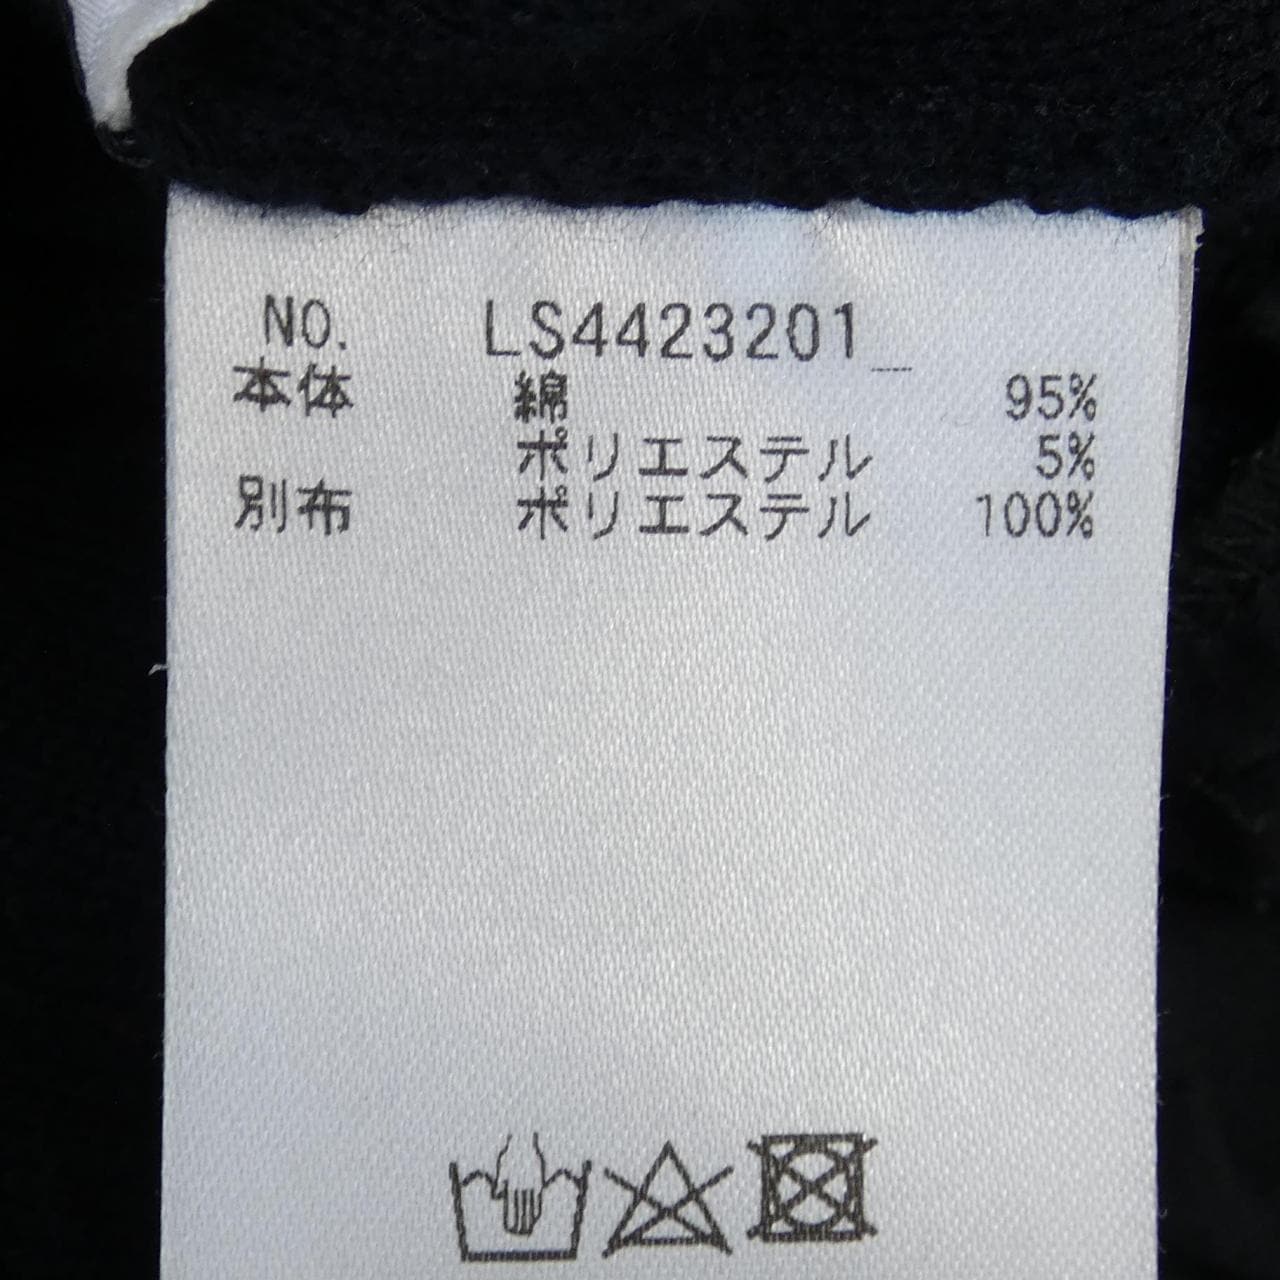 NO. LS4423201_
本体 綿 95%
ポリエステル 5%
別布 ポリエステル 100%